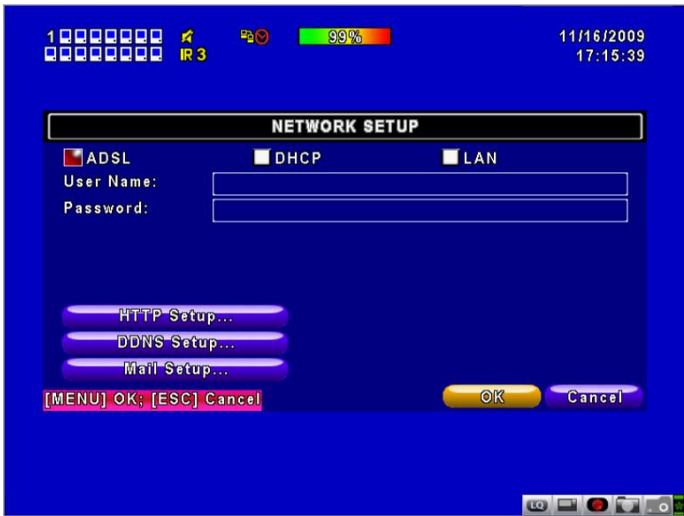 1 99% 11/16/2009
IR 3 17:15:39
NETWORK SETUP
ADSL DHCP LAN
User Name:
Password:
HTTP Setup...
DDNS Setup...
Mail Setup...
[MENU] OK; [ESC] Cancel OK Cancel
LQ